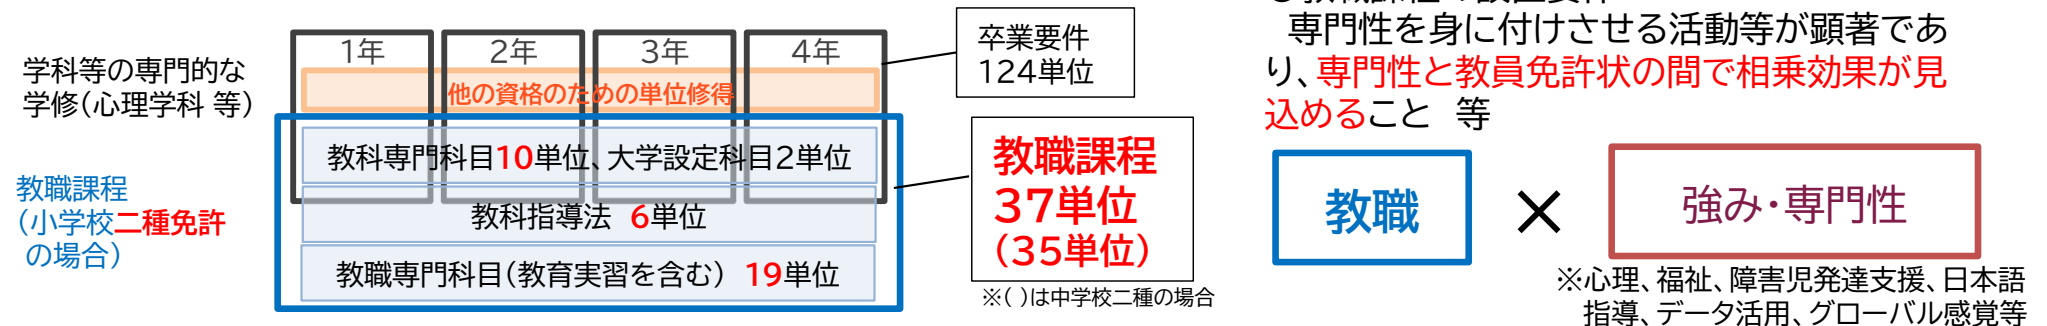 学科等の専門的な
学修(心理学科 等)
1年
2年
3年
4年
他の資格のための単位修得
卒業要件
124単位
教職課程
(小学校二種免許
の場合)
教科専門科目10単位、大学設定科目2単位
教科指導法 6単位
教職専門科目(教育実習を含む) 19単位
教職課程
37単位
(35単位)
※( )は中学校二種の場合
専門性を身に付けさせる活動等が顕著であ
り、専門性と教員免許状の間で相乗効果が見
込めること 等
教職
×
強み・専門性
※心理、福祉、障害児発達支援、日本語
指導、データ活用、グローバル感覚等